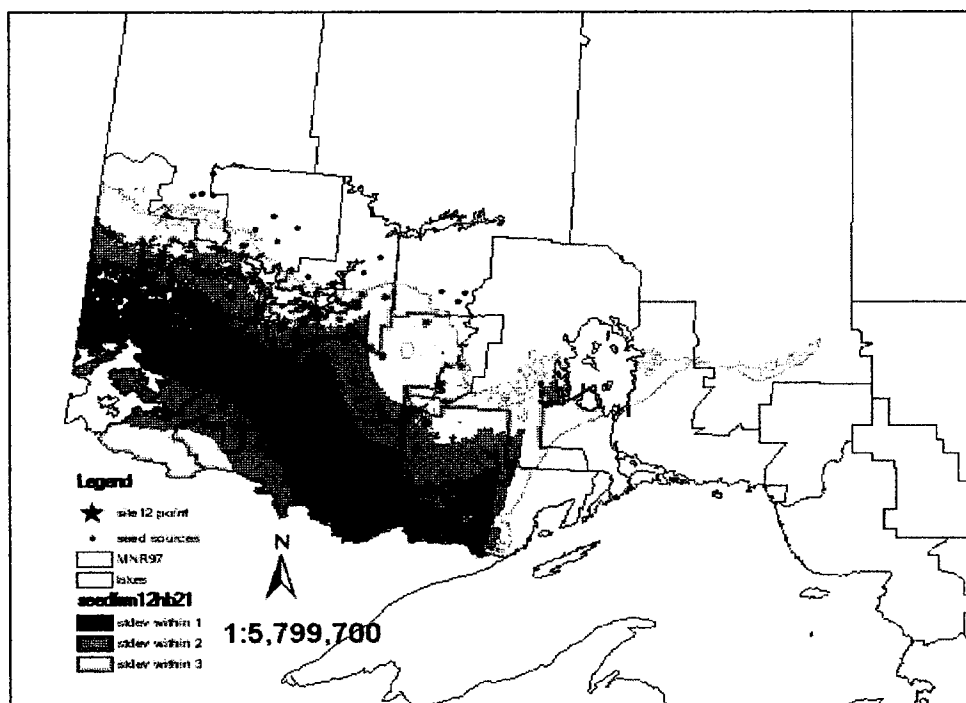 Legend
site 12 point
seed sources
MNR97
lakes
seedlwn12hb21
stdev within 1
stdev within 2
stdev within 3
N
1:5,799,700